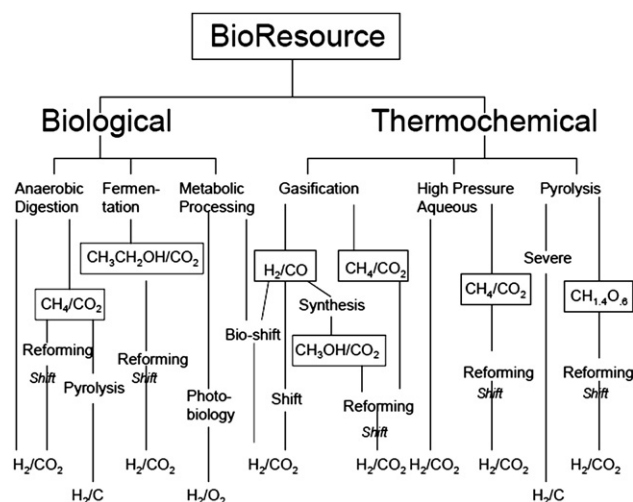 BioResource
Biological
Thermochemical
Anaerobic
Digestion
Fermen-
tation
Metabolic
Processing
Gasification
High Pressure
Aqueous
Pyrolysis
CH₃CH₂OH/CO₂
H₂/CO
CH₄/CO₂
Severe
CH₄/CO₂
CH₁.₄O.₆
CH₄/CO₂
Synthesis
Bio-shift
CH₃OH/CO₂
Reforming
Shift
Pyrolysis
Reforming
Shift
Photo-
biology
Shift
Reforming
Shift
Reforming
Shift
Reforming
Shift
H₂/CO₂
H₂/CO₂
H₂/CO₂
H₂/CO₂
H₂/CO₂
H₂/CO₂
H₂/CO₂
H₂/C
H₂/O₂
H₂/C